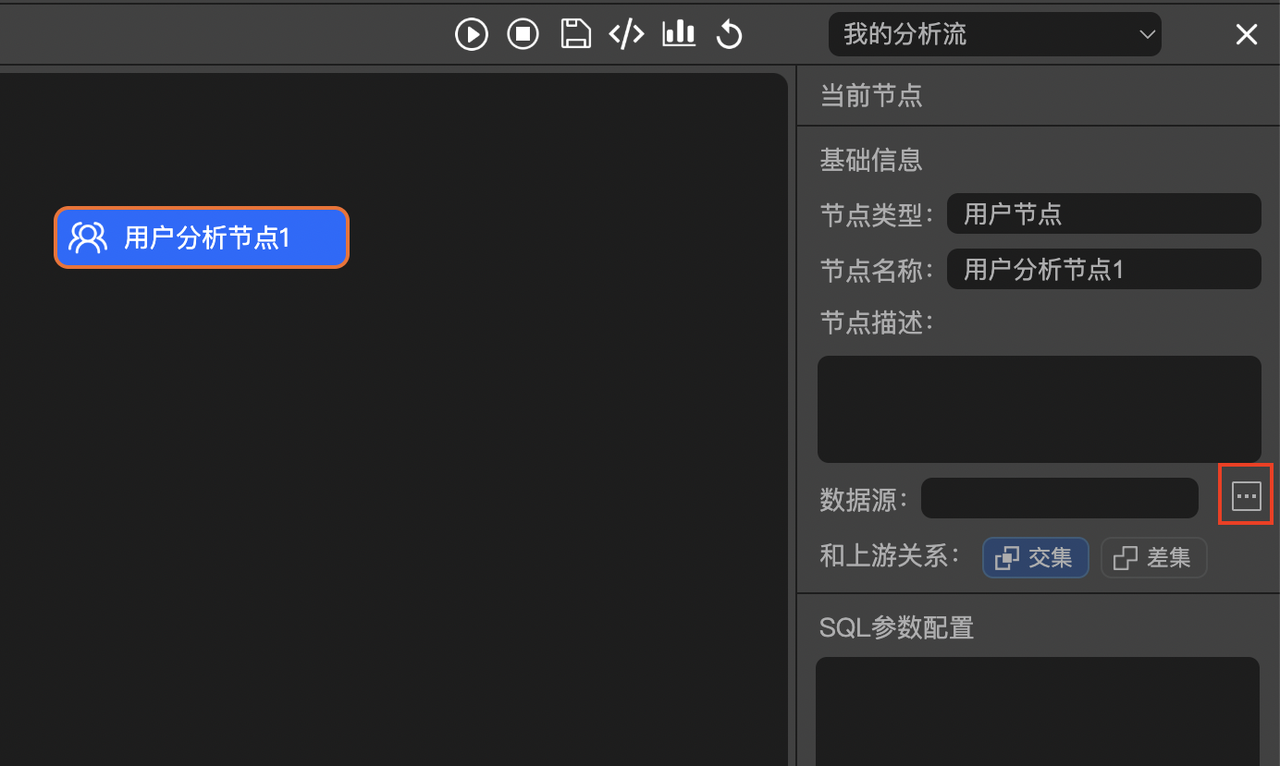 我的分析流
当前节点
用户分析节点1
基础信息
节点类型：用户节点
节点名称：用户分析节点1
节点描述：
数据源：
和上游关系：交集 差集
SQL参数配置